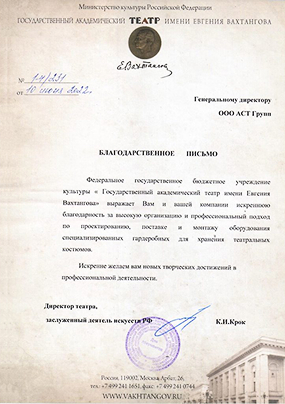 Министерство культуры Российской Федерации
ГОСУДАРСТВЕННЫЙ АКАДЕМИЧЕСКИЙ ТЕАТР ИМЕНИ ЕВГЕНИЯ ВАХТАНГОВА
Е.Вахтангов
№ 1-14/231
от 10 июня 2022г.
Генеральному директору
ООО АСТ Групп
БЛАГОДАРСТВЕННОЕ ПИСЬМО
Федеральное государственное бюджетное учреждение
культуры « Государственный академический театр имени Евгения
Вахтангова» выражает Вам и вашей компании искреннюю
благодарность за высокую организацию и профессиональный подход
по проектированию, поставке и монтажу оборудования
специализированных гардеробных для хранения театральных
костюмов.
Искренне желаем вам новых творческих достижений в
профессиональной деятельности.
Директор театра,
заслуженный деятель искусств РФ К.И.Крок
Россия, 119002, Москва, Арбат, 26,
тел.: +7 499 241 1651, факс: +7 499 241 0744
WWW.VAKHTANGOV.RU